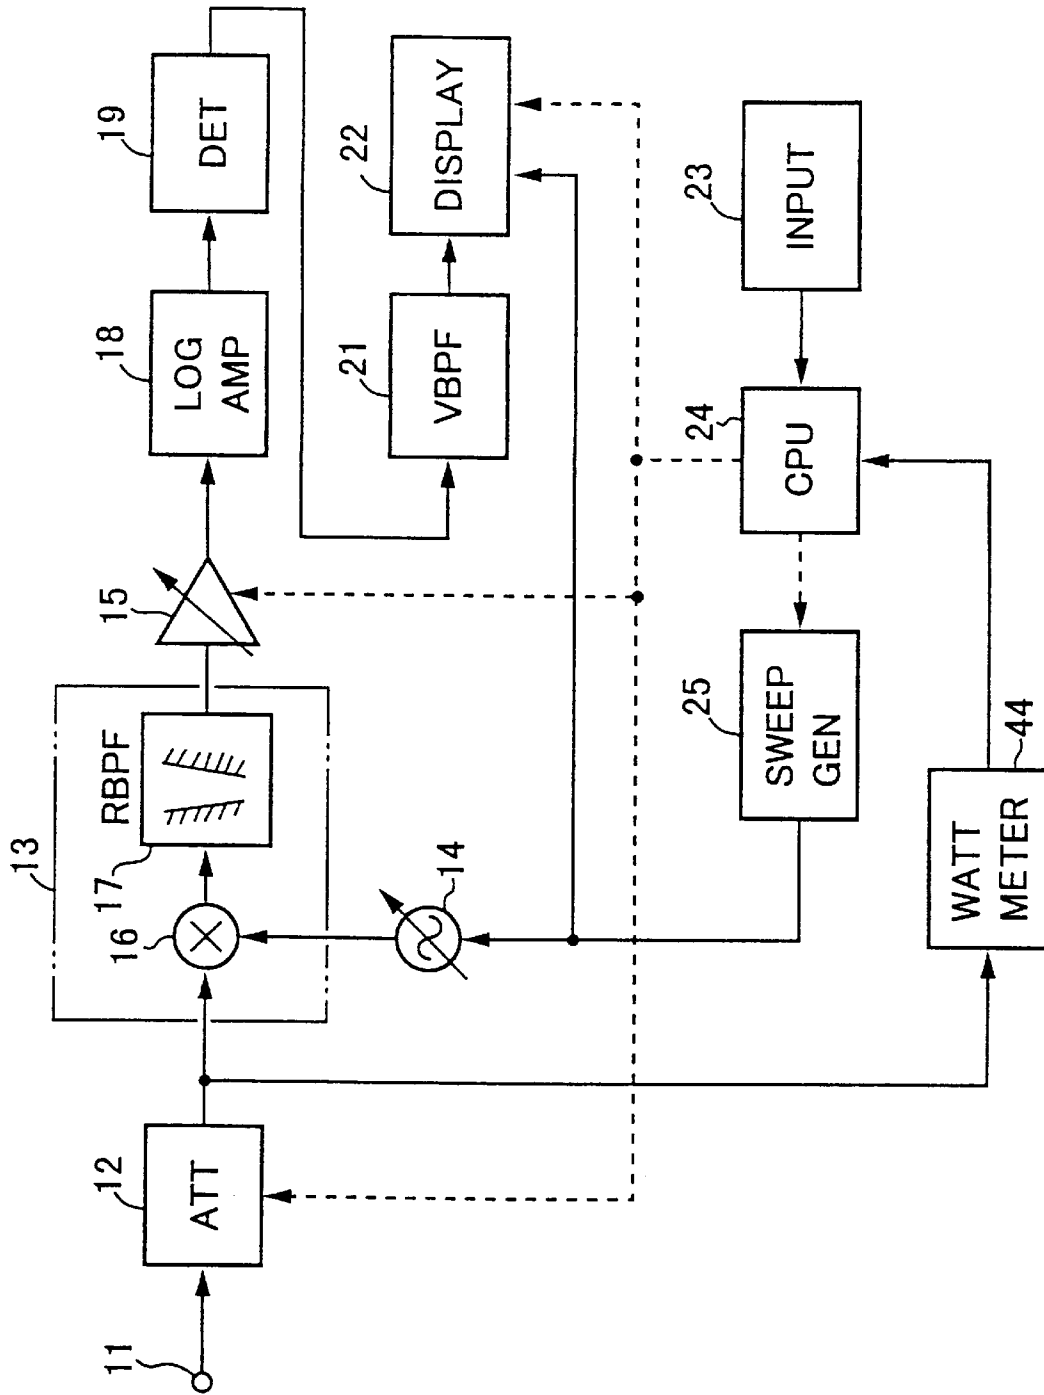 13
RBPF
11
12
ATT
16
17
15
18
LOG
AMP
19
DET
14
21
VBPF
22
DISPLAY
25
SWEEP
GEN
24
CPU
23
INPUT
WATT
METER
44